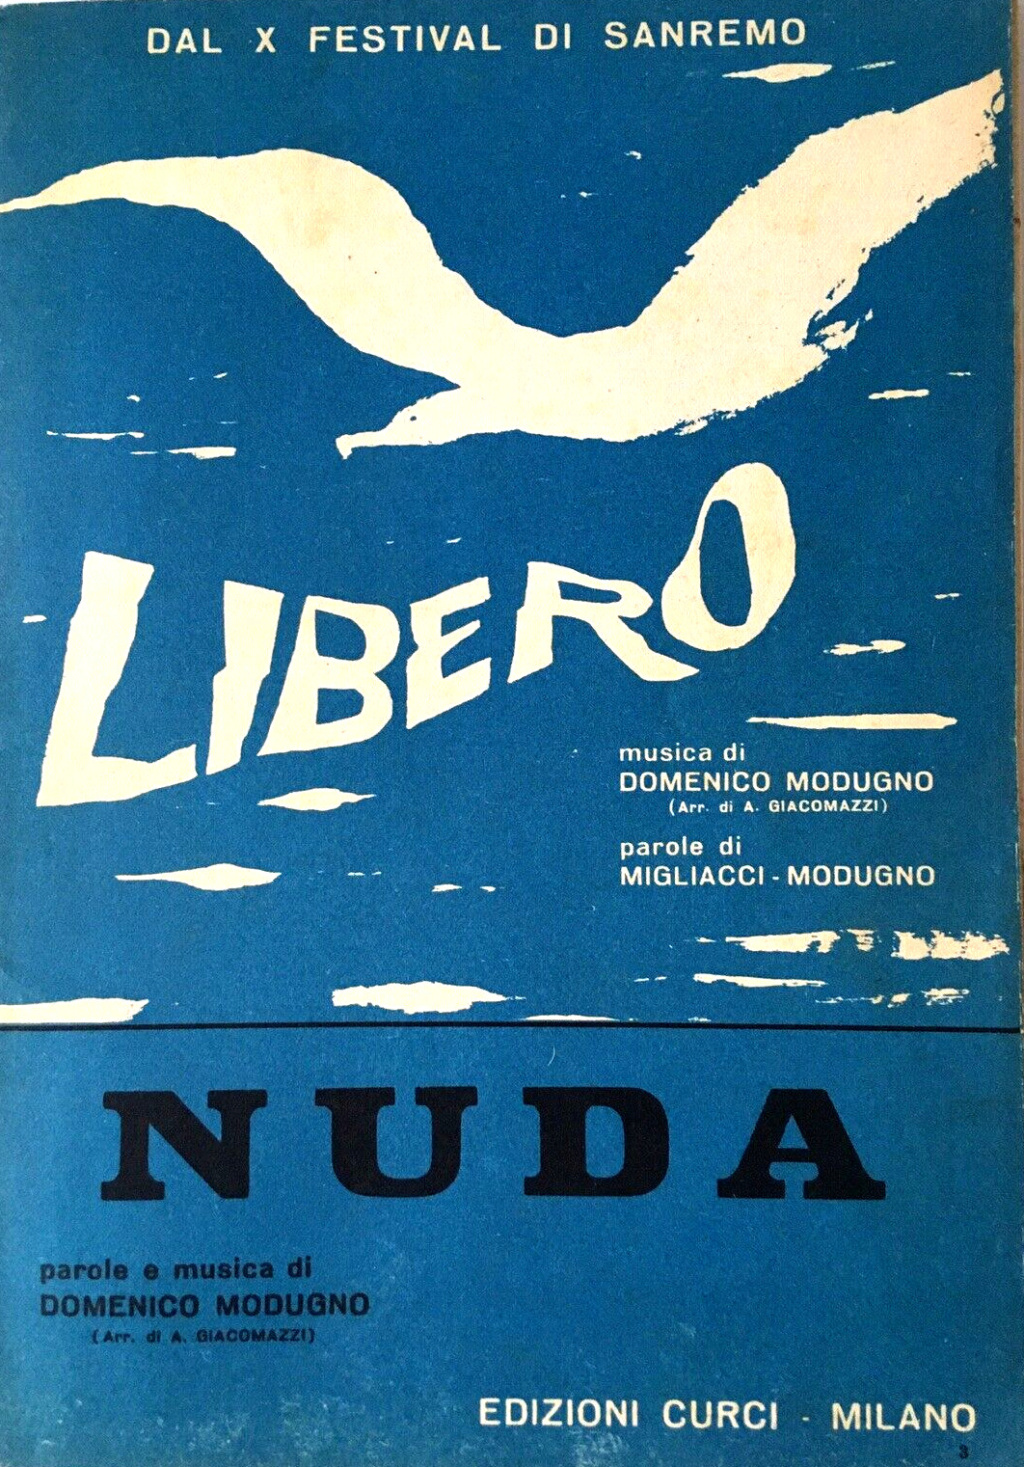 DAL X FESTIVAL DI SANREMO
LIBERO
musica di
DOMENICO MODUGNO
(Arr. di A. GIACOMAZZI)
parole di
MIGLIACCI - MODUGNO
NUDA
parole e musica di
DOMENICO MODUGNO
(Arr. di A. GIACOMAZZI)
EDIZIONI CURCI - MILANO
3